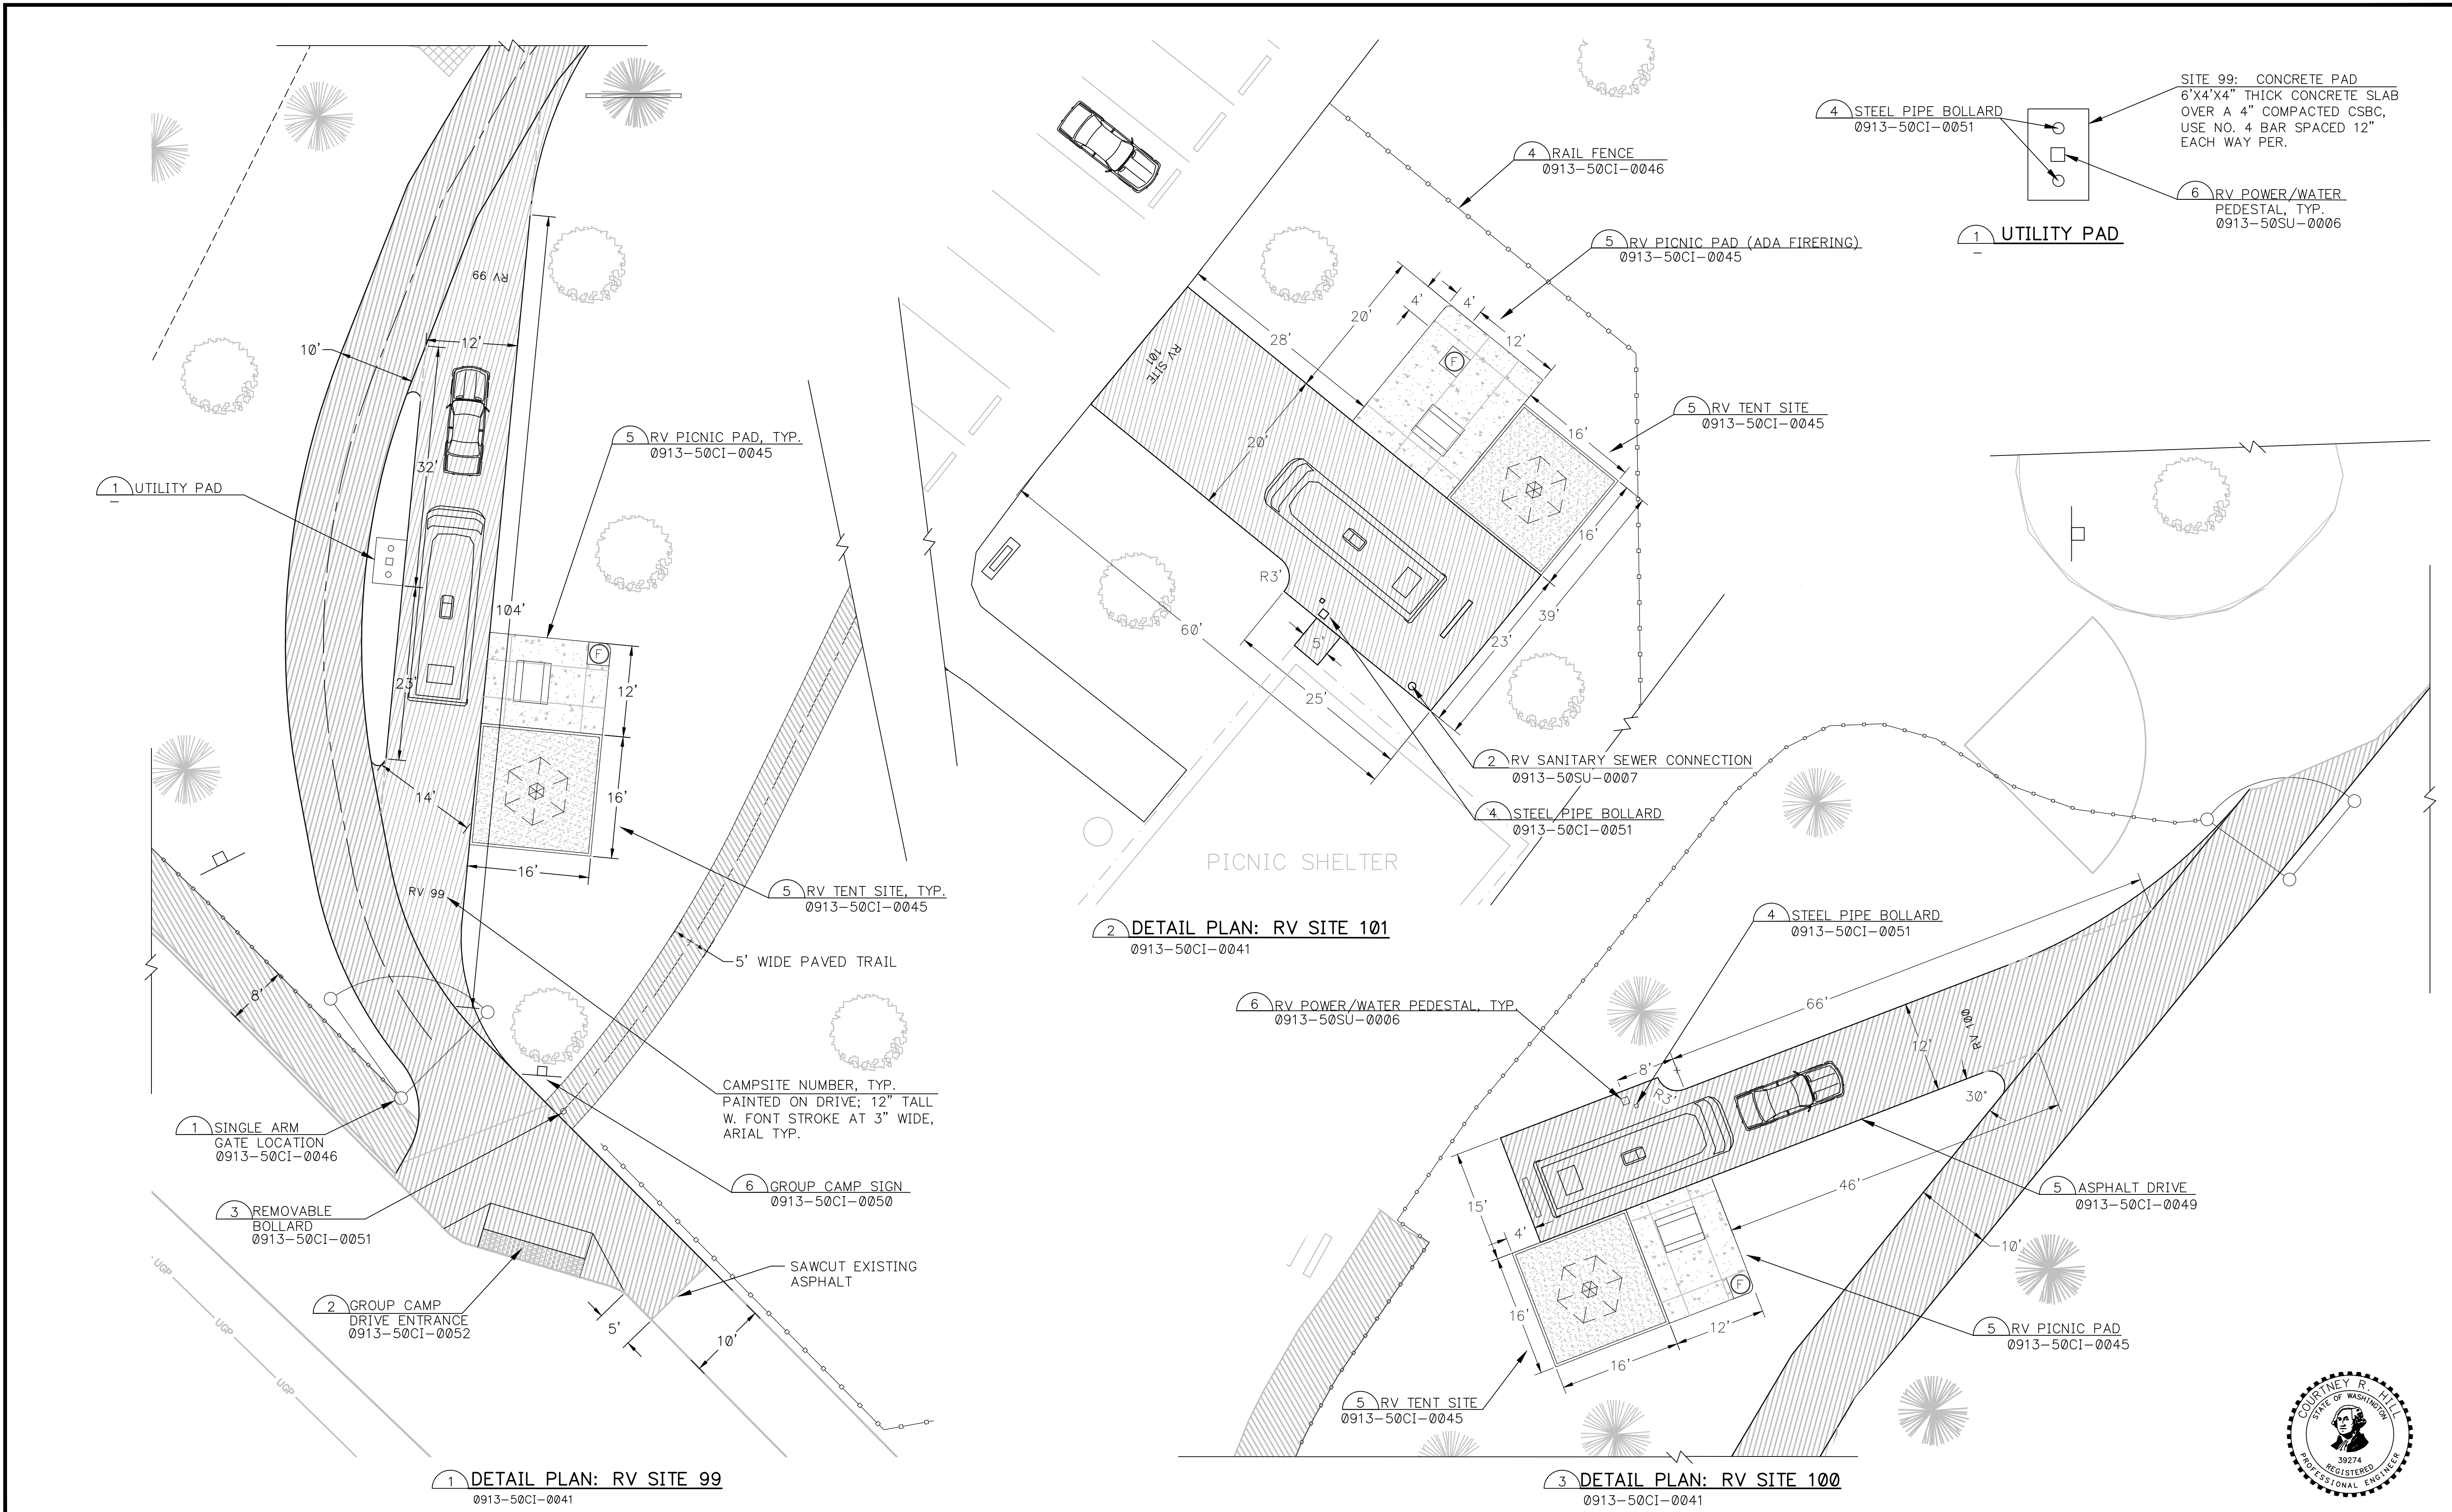 RV 99
10'
12'
5 RV PICNIC PAD, TYP.
0913-50CI-0045
32'
1 UTILITY PAD
–
104'
F
12'
23'
14'
16'
16'
RV 99
5 RV TENT SITE, TYP.
0913-50CI-0045
5' WIDE PAVED TRAIL
8'
CAMPSITE NUMBER, TYP.
PAINTED ON DRIVE; 12" TALL
W. FONT STROKE AT 3" WIDE,
ARIAL TYP.
1 SINGLE ARM
GATE LOCATION
0913-50CI-0046
6 GROUP CAMP SIGN
0913-50CI-0050
3 REMOVABLE
BOLLARD
0913-50CI-0051
SAWCUT EXISTING
ASPHALT
2 GROUP CAMP
DRIVE ENTRANCE
0913-50CI-0052
5'
10'
UGP
UGP
UGP
1 DETAIL PLAN: RV SITE 99
0913-50CI-0041
4 RAIL FENCE
0913-50CI-0046
5 RV PICNIC PAD (ADA FIRERING)
0913-50CI-0045
4'
4'
20'
28'
12'
RV SITE
101
F
5 RV TENT SITE
0913-50CI-0045
16'
20'
16'
R3'
39'
60'
5'
23'
25'
2 RV SANITARY SEWER CONNECTION
0913-50SU-0007
4 STEEL PIPE BOLLARD
0913-50CI-0051
PICNIC SHELTER
2 DETAIL PLAN: RV SITE 101
0913-50CI-0041
SITE 99: CONCRETE PAD
6'X4'X4" THICK CONCRETE SLAB
OVER A 4" COMPACTED CSBC,
USE NO. 4 BAR SPACED 12"
EACH WAY PER.
4 STEEL PIPE BOLLARD
0913-50CI-0051
6 RV POWER/WATER
PEDESTAL, TYP.
0913-50SU-0006
1 UTILITY PAD
–
4 STEEL PIPE BOLLARD
0913-50CI-0051
6 RV POWER/WATER PEDESTAL, TYP.
0913-50SU-0006
66'
RV 100
12'
8'
R3'
30°
46'
5 ASPHALT DRIVE
0913-50CI-0049
15'
4'
10'
F
16'
12'
16'
5 RV PICNIC PAD
0913-50CI-0045
5 RV TENT SITE
0913-50CI-0045
3 DETAIL PLAN: RV SITE 100
0913-50CI-0041
COURTNEY R. HILL
STATE OF WASHINGTON
39274
REGISTERED
PROFESSIONAL ENGINEER